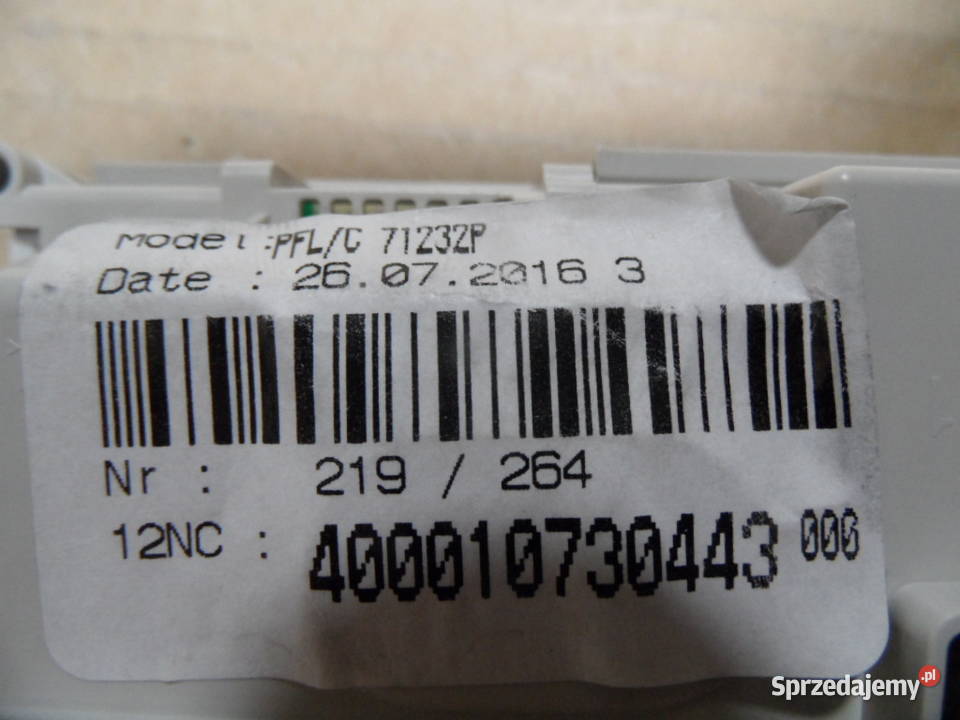 Model :PFL/C 71232P
Date : 26.07.2016 3
Nr : 219 / 264
12NC : 400010730443 000
Sprzedajemy.pl